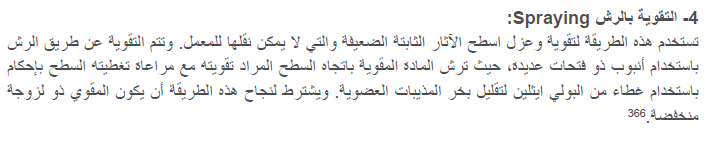 4- التقوية بالرش Spraying:
تستخدم هذه الطريقة لتقوية وعزل اسطح الآثار الثابتة الضعيفة والتي لا يمكن نقلها للمعمل. وتتم التقوية عن طريق الرش
باستخدام أنبوب ذو فتحات عديدة، حيث ترش المادة المقوية باتجاه السطح المراد تقويته مع مراعاة تغطيته السطح بإحكام
باستخدام غطاء من البولي ايثلين لتقليل بخر المذيبات العضوية. ويشترط لنجاح هذه الطريقة أن يكون المقوي ذو لزوجة
منخفضة.366